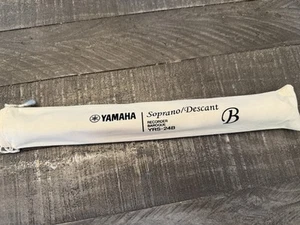 YAMAHA
Soprano/Descant
RECORDER
BAROQUE
YRS-24B
B